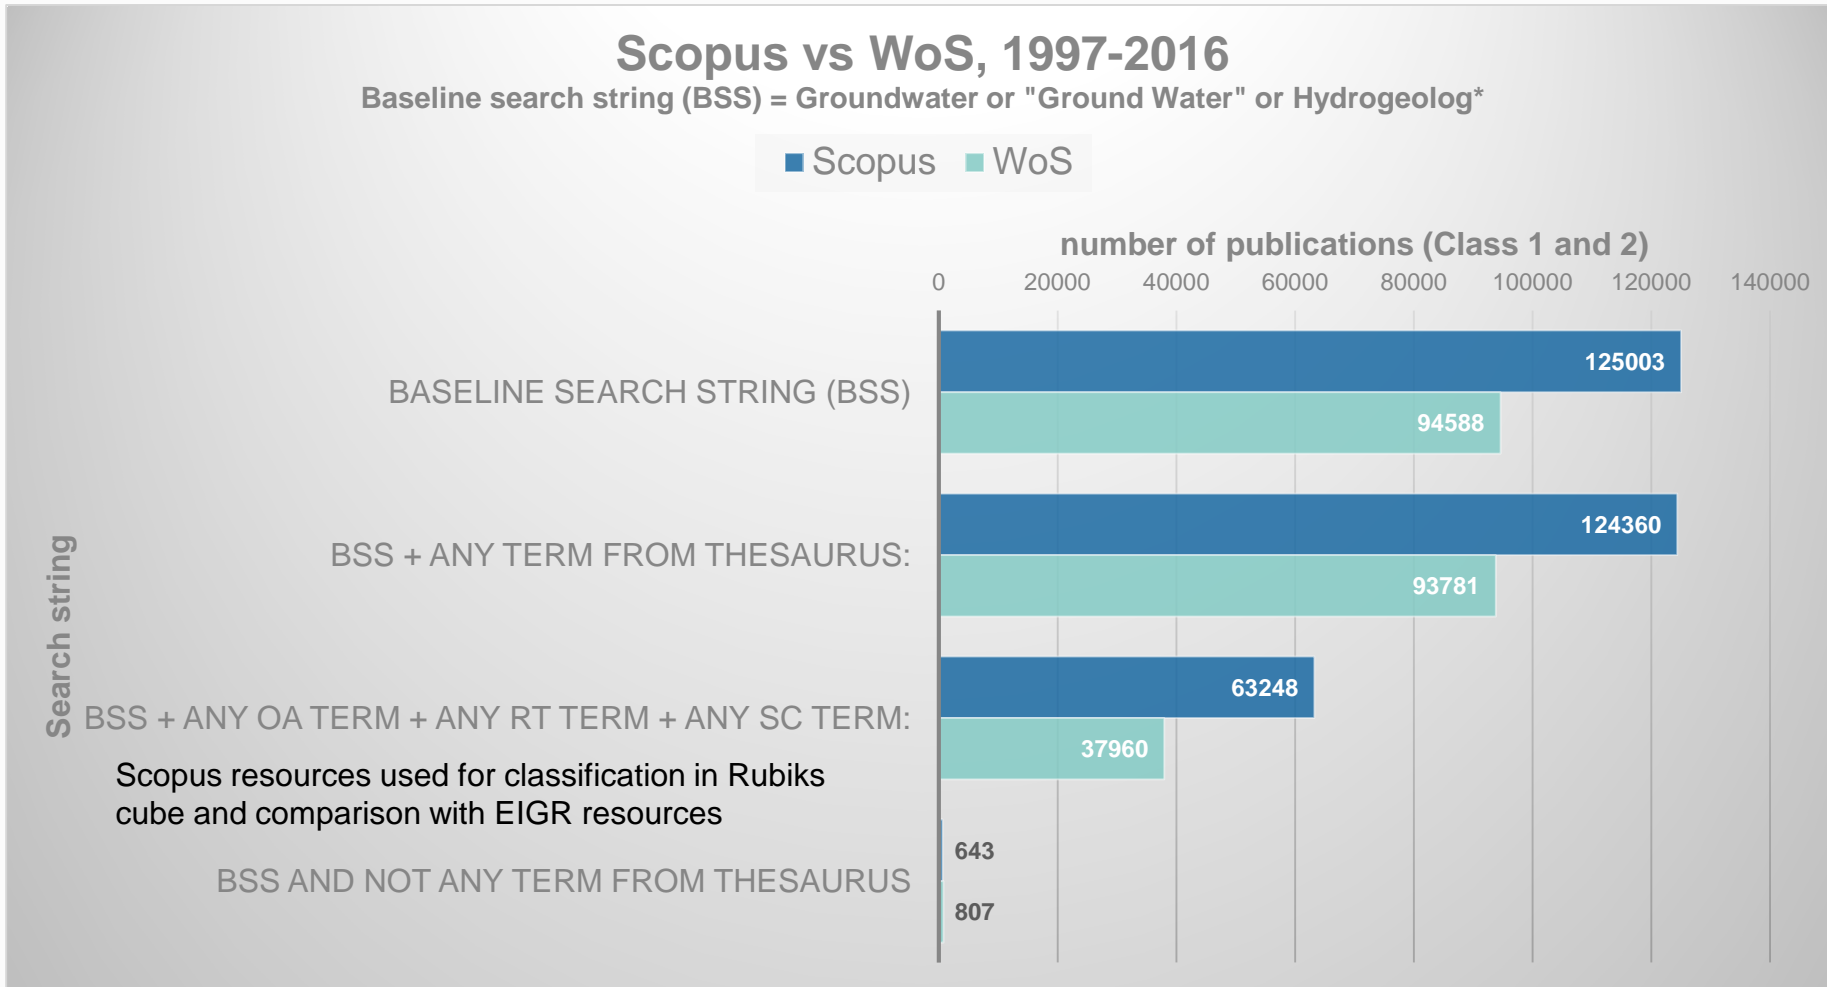 Scopus vs WoS, 1997-2016
Baseline search string (BSS) = Groundwater or "Ground Water" or Hydrogeolog*
Scopus WoS
number of publications (Class 1 and 2)
0 20000 40000 60000 80000 100000 120000 140000
Search string
BASELINE SEARCH STRING (BSS)
125003
94588
BSS + ANY TERM FROM THESAURUS:
124360
93781
BSS + ANY OA TERM + ANY RT TERM + ANY SC TERM:
63248
37960
Scopus resources used for classification in Rubiks
cube and comparison with EIGR resources
BSS AND NOT ANY TERM FROM THESAURUS
643
807